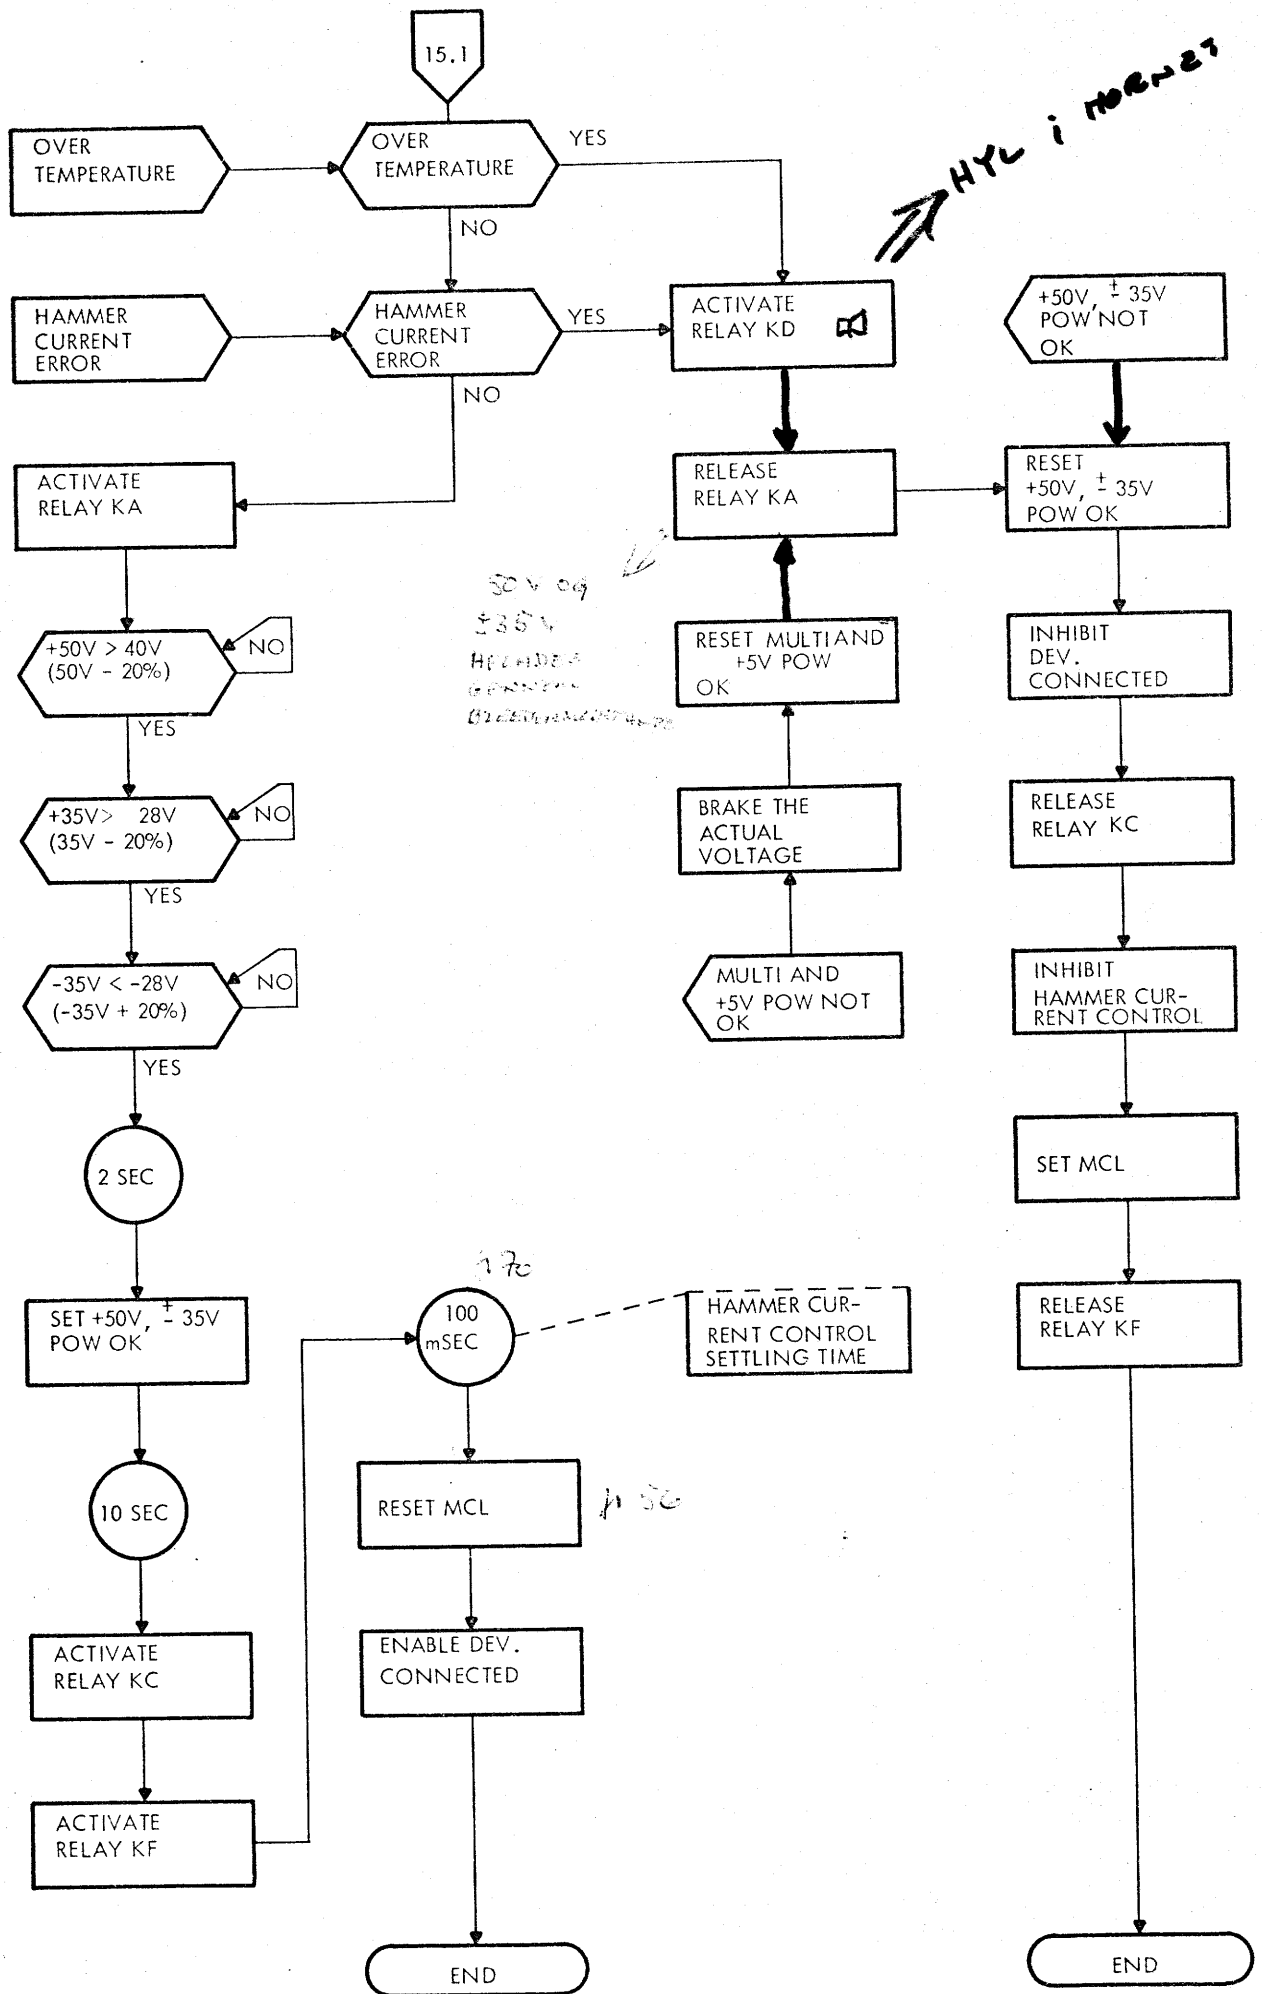 15.1
OVER
TEMPERATURE
OVER
TEMPERATURE
YES
NO
HYL i HORNET
HAMMER
CURRENT
ERROR
HAMMER
CURRENT
ERROR
YES
NO
ACTIVATE
RELAY KD
+50V, ± 35V
POW NOT
OK
ACTIVATE
RELAY KA
RELEASE
RELAY KA
RESET
+50V, ± 35V
POW OK
50V og
±35V
+50V > 40V
(50V - 20%)
NO
YES
RESET MULTI AND
+5V POW
OK
INHIBIT
DEV.
CONNECTED
+35V > 28V
(35V - 20%)
NO
YES
BRAKE THE
ACTUAL
VOLTAGE
RELEASE
RELAY KC
-35V < -28V
(-35V + 20%)
NO
YES
MULTI AND
+5V POW NOT
OK
INHIBIT
HAMMER CUR-
RENT CONTROL
2 SEC
SET MCL
SET +50V, ± 35V
POW OK
100
mSEC
HAMMER CUR-
RENT CONTROL
SETTLING TIME
RELEASE
RELAY KF
10 SEC
RESET MCL
ACTIVATE
RELAY KC
ENABLE DEV.
CONNECTED
ACTIVATE
RELAY KF
END
END